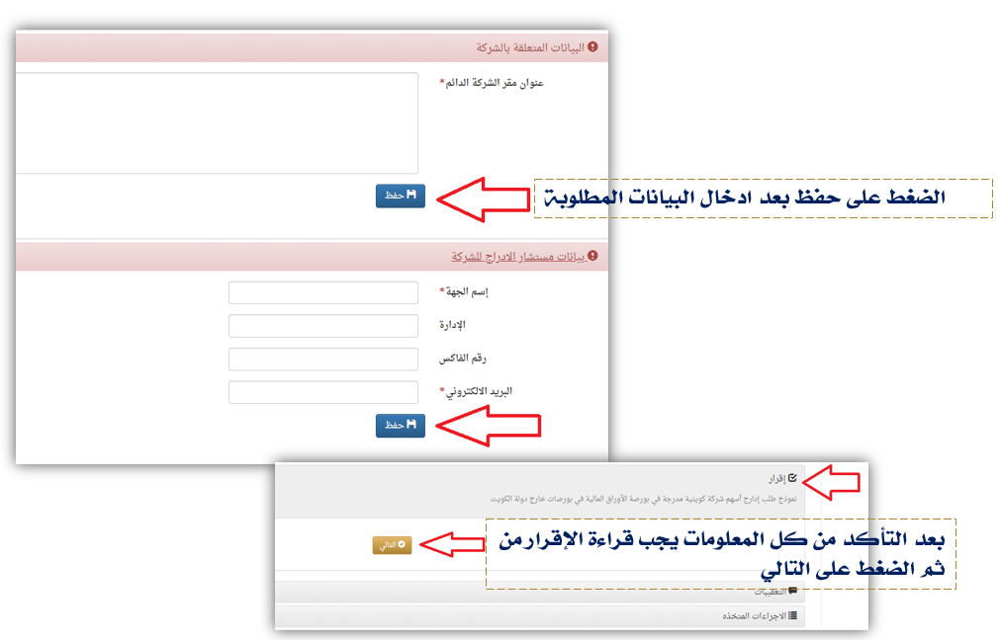 البيانات المتعلقة بالشركة
عنوان مقر الشركة الدائم*
حفظ
الضغط على حفظ بعد ادخال البيانات المطلوبة
بيانات مستشار الادراج للشركة
إسم الجهة*
الإدارة
رقم الفاكس
البريد الالكتروني*
حفظ
إقرار
نموذج طلب إدارج أسهم شركة كويتية مدرجة في بورصة الأوراق المالية في بورصات خارج دولة الكويت
بعد التأكد من كل المعلومات يجب قراءة الإقرار من
ثم الضغط على التالي
التالي
التعقيبات
الاجراءات المتخذه